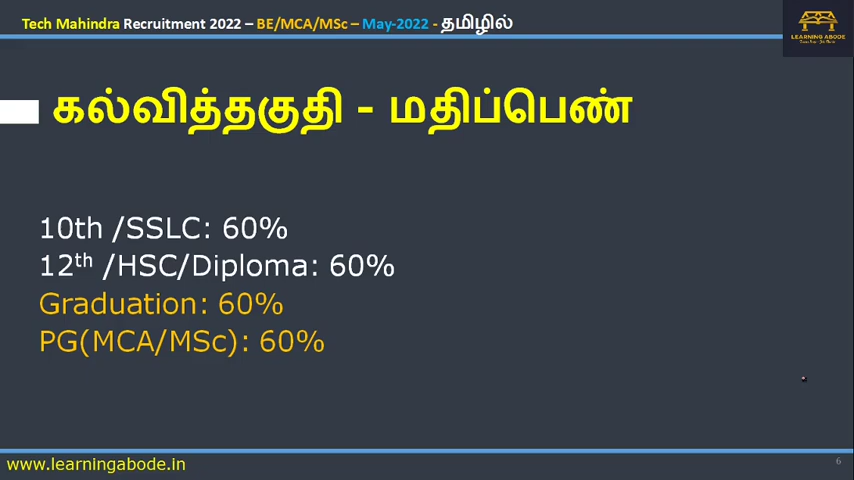 Tech Mahindra Recruitment 2022 – BE/MCA/MSc – May-2022 - தமிழில்
LEARNING ABODE
கல்வித்தகுதி - மதிப்பெண்
10th /SSLC: 60%
12th /HSC/Diploma: 60%
Graduation: 60%
PG(MCA/MSc): 60%
www.learningabode.in
6